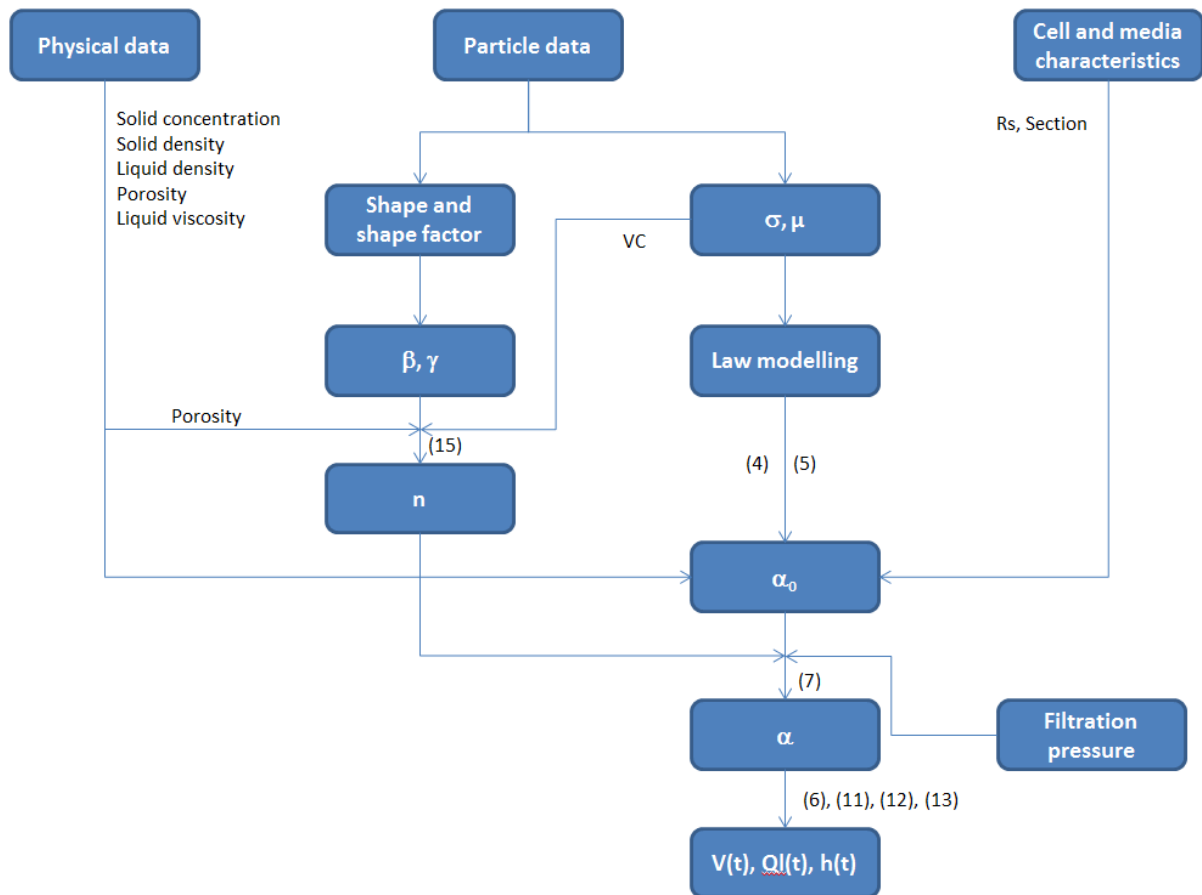 Physical data
Particle data
Cell and media
characteristics
Solid concentration
Solid density
Liquid density
Porosity
Liquid viscosity
Rs, Section
Shape and
shape factor
σ, μ
VC
β, γ
Law modelling
Porosity
(15)
(4) (5)
n
α₀
(7)
α
Filtration
pressure
(6), (11), (12), (13)
V(t), Ql(t), h(t)